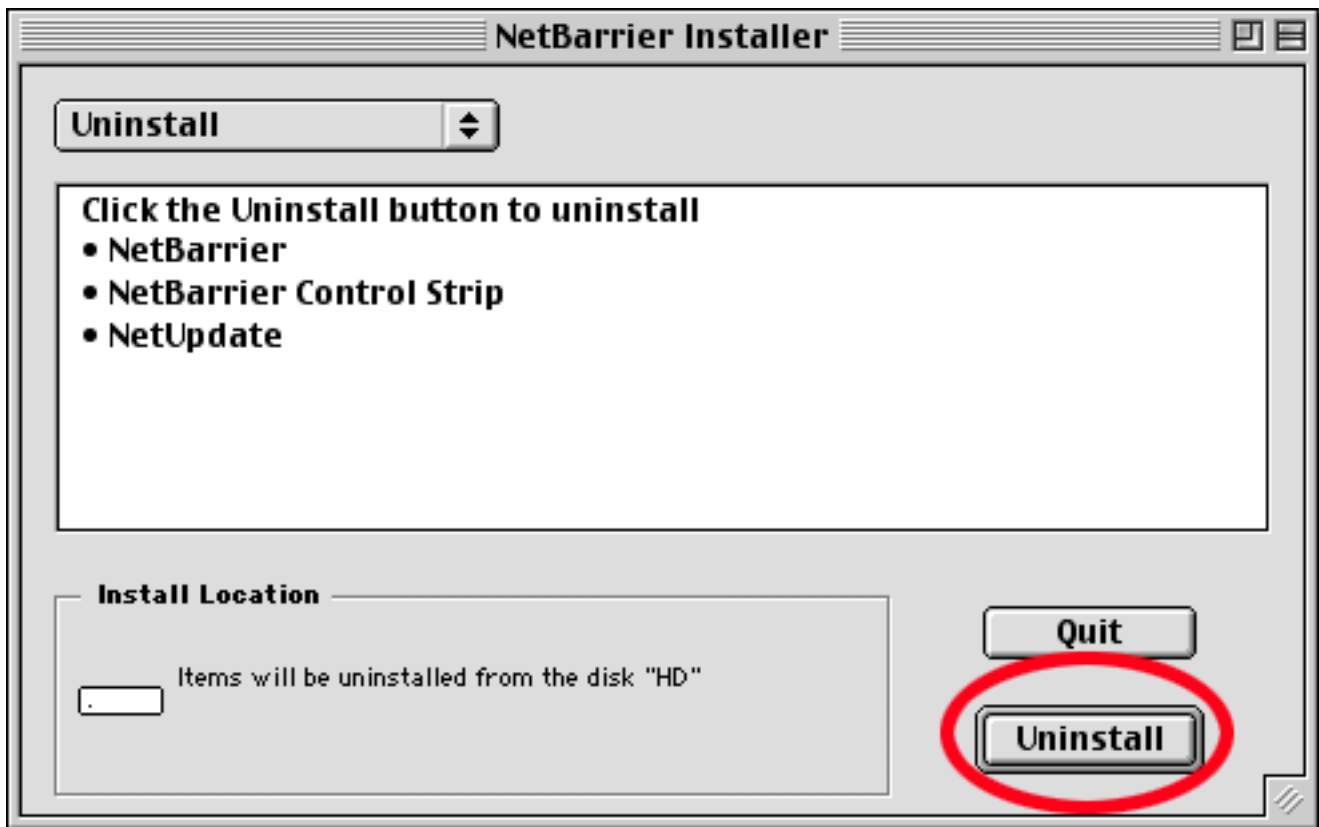 NetBarrier Installer
Uninstall
Click the Uninstall button to uninstall
• NetBarrier
• NetBarrier Control Strip
• NetUpdate
Install Location
Items will be uninstalled from the disk "HD"
Quit
Uninstall